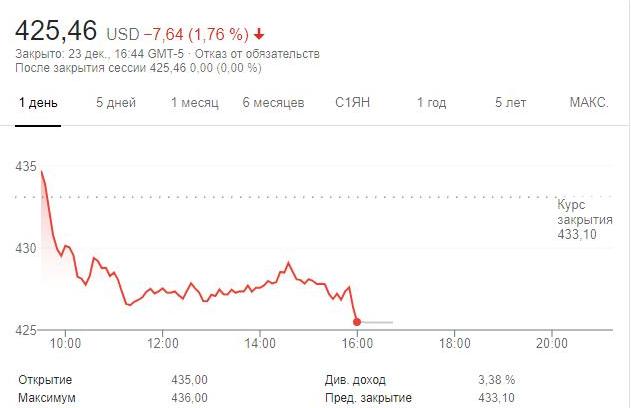 425,46 USD −7,64 (1,76 %)
Закрыто: 23 дек., 16:44 GMT-5 · Отказ от обязательств
После закрытия сессии 425,46 0,00 (0,00 %)
1 день 5 дней 1 месяц 6 месяцев С1ЯН 1 год 5 лет МАКС.
435
Курс
закрытия
433,10
430
425
10:00 12:00 14:00 16:00 18:00 20:00
Открытие 435,00 Див. доход 3,38 %
Максимум 436,00 Пред. закрытие 433,10